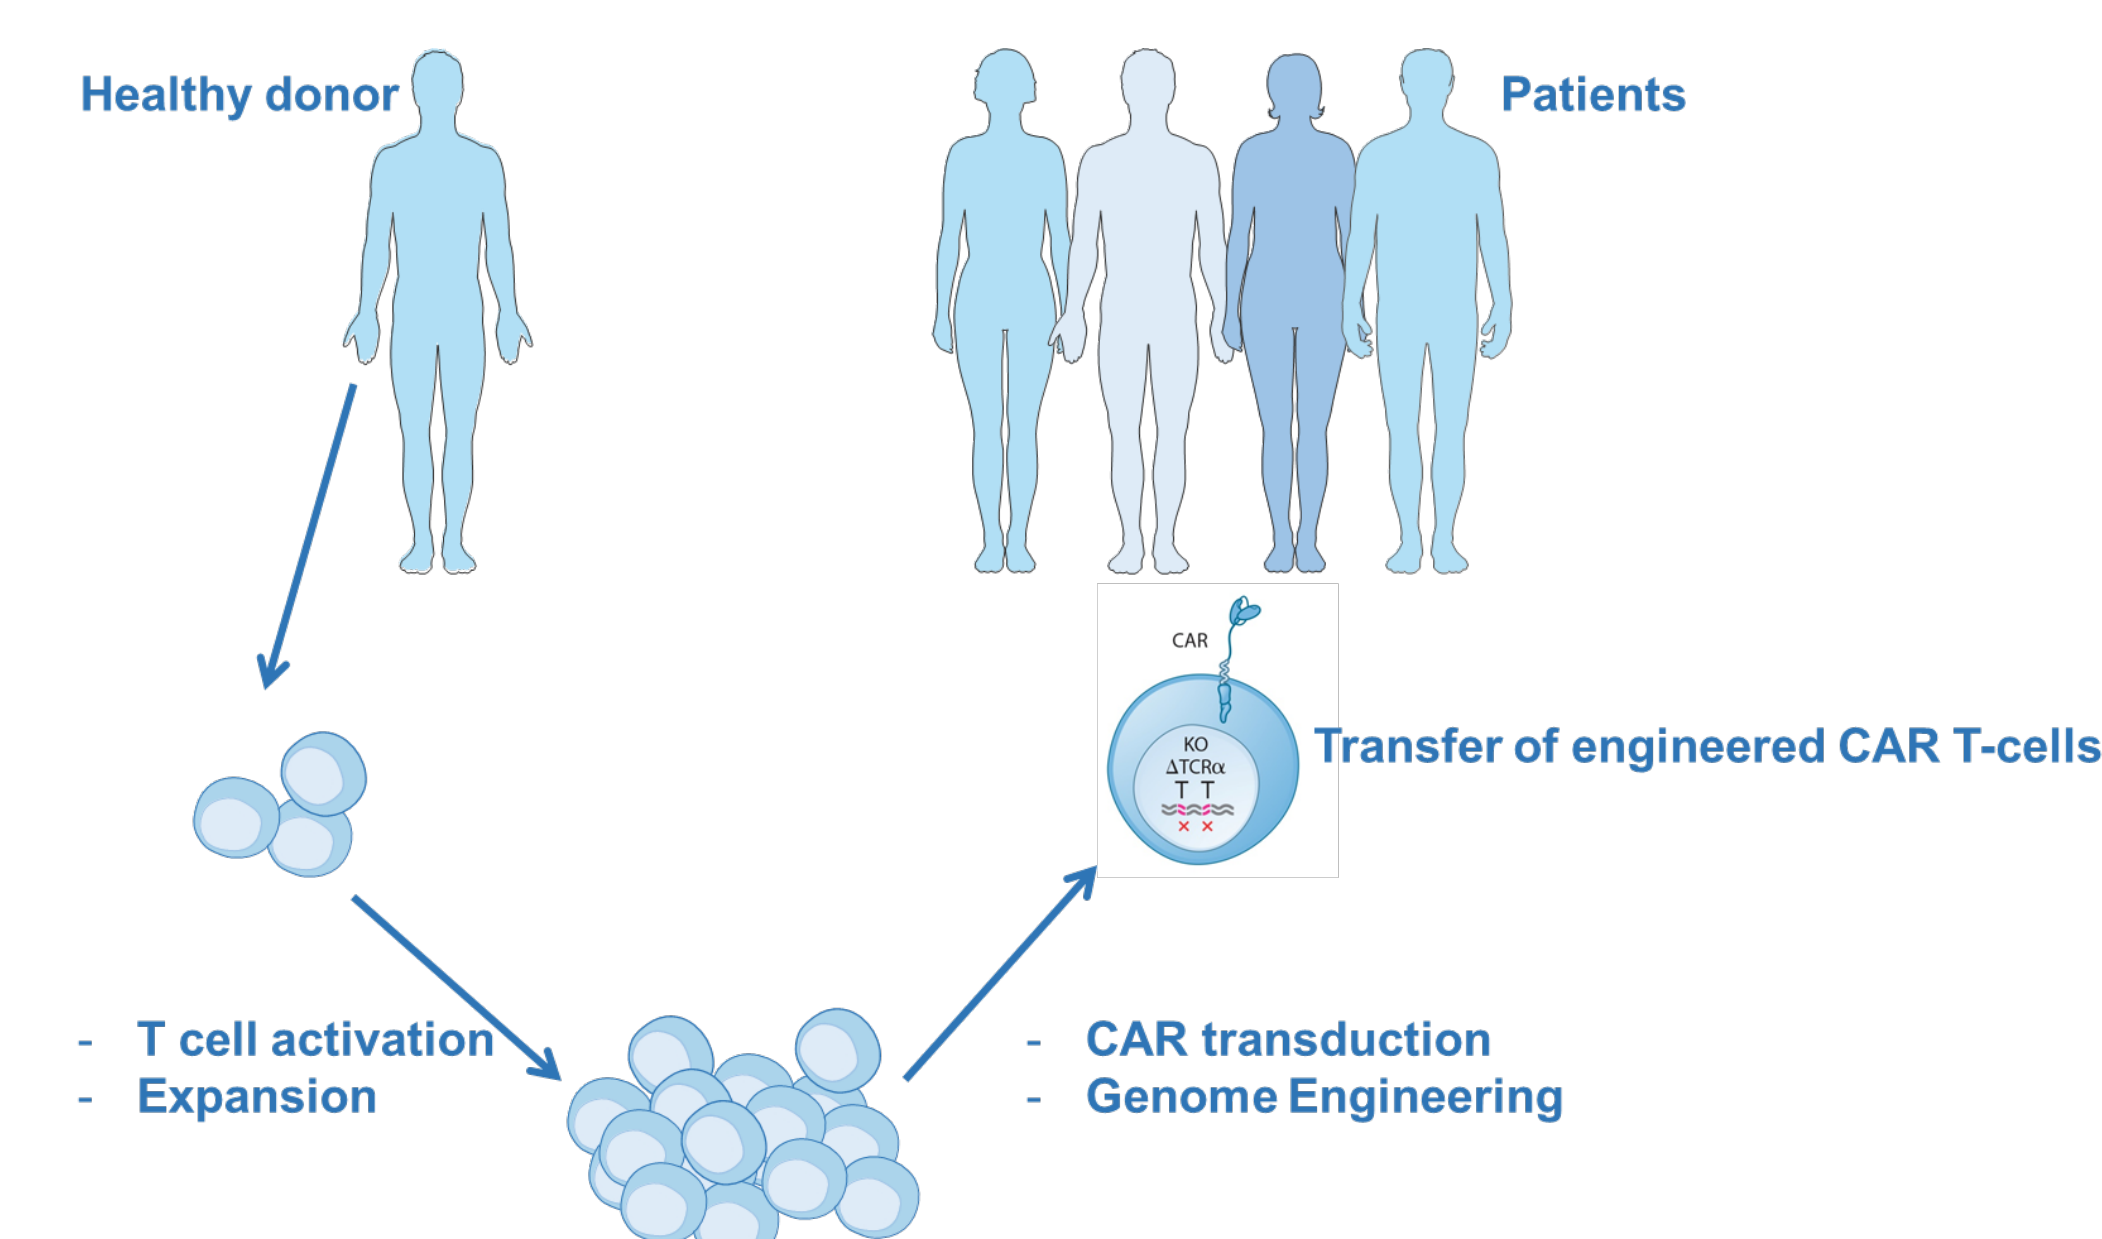 Healthy donor
Patients
CAR
KO
ΔTCRα
T T
Transfer of engineered CAR T-cells
- T cell activation
- Expansion
- CAR transduction
- Genome Engineering